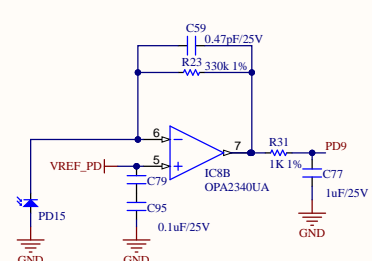 C59
0.47pF/25V
R23 330k 1%
6
7
R31
PD9
VREF_PD
5
1K 1%
C79
IC8B
OPA2340UA
C77
1uF/25V
PD15
C95
0.1uF/25V
GND
GND
GND